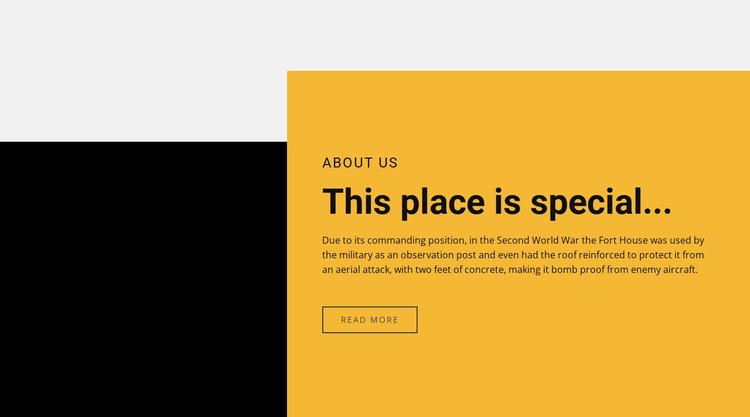 ABOUT US
This place is special...
Due to its commanding position, in the Second World War the Fort House was used by
the military as an observation post and even had the roof reinforced to protect it from
an aerial attack, with two feet of concrete, making it bomb proof from enemy aircraft.
READ MORE